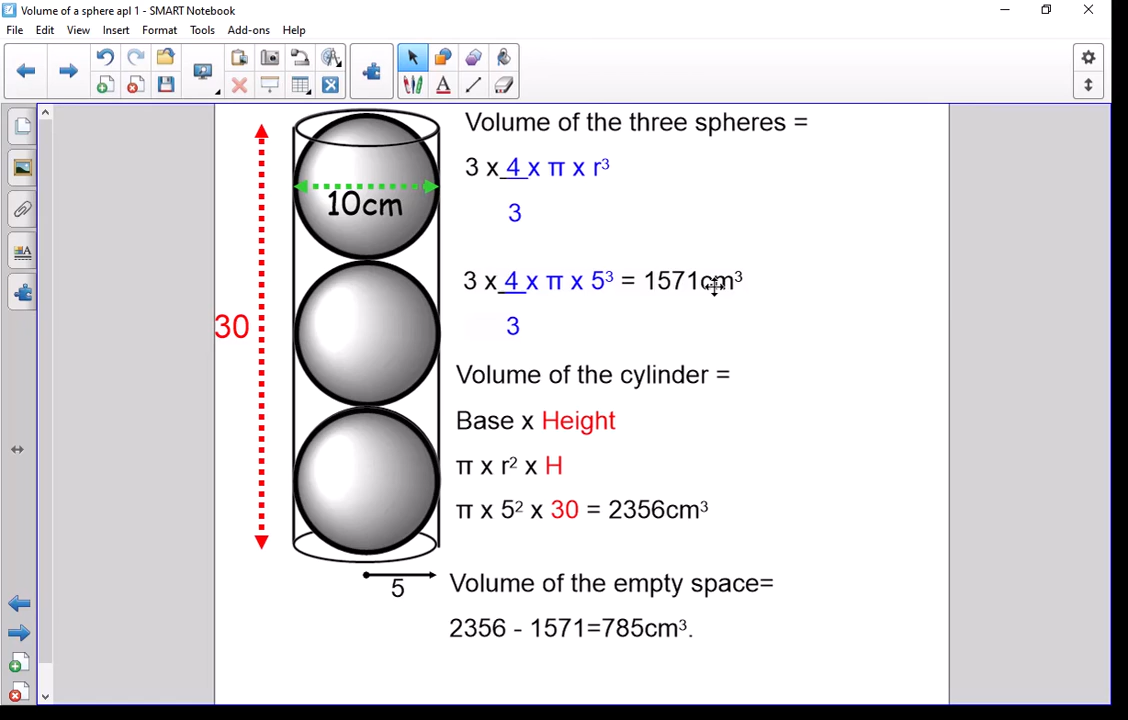 Volume of a sphere apl 1 - SMART Notebook
File Edit View Insert Format Tools Add-ons Help
Volume of the three spheres =
3 x 4 x π x r³
3
10cm
3 x 4 x π x 5³ = 1571cm³
3
30
Volume of the cylinder =
Base x Height
π x r² x H
π x 5² x 30 = 2356cm³
5
Volume of the empty space=
2356 - 1571=785cm³.